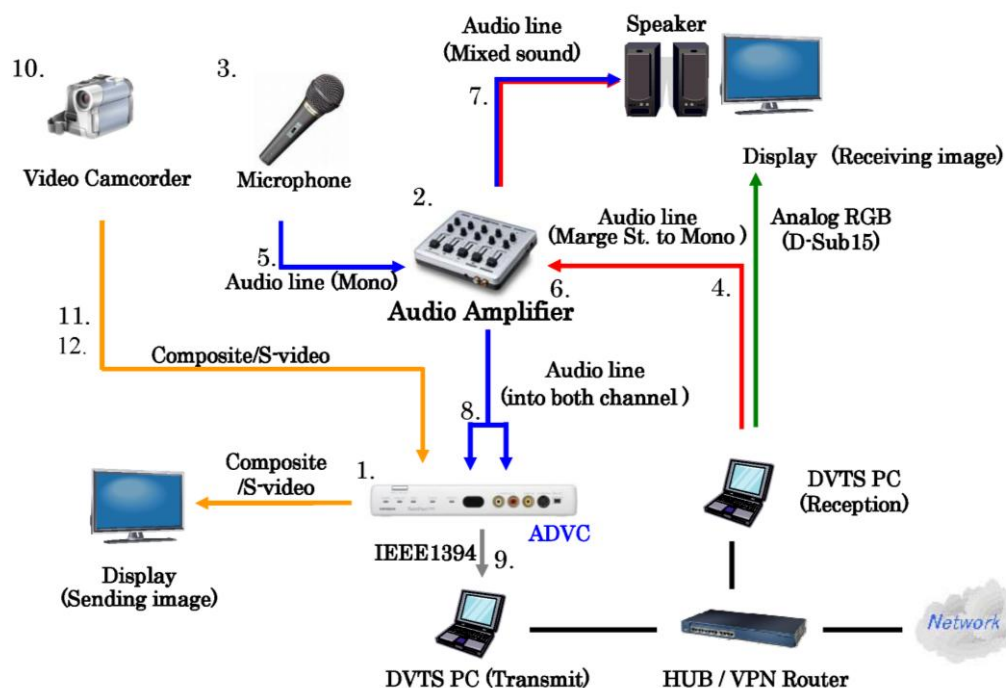 Audio line
(Mixed sound)
Speaker
10.
3.
7.
Video Camcorder
Microphone
Display (Receiving image)
2.
Audio line
(Marge St. to Mono )
Analog RGB
(D-Sub15)
5.
Audio line (Mono)
6.
4.
Audio Amplifier
11.
12.
Composite/S-video
Audio line
(into both channel )
8.
Composite
/S-video
1.
DVTS PC
(Reception)
ADVC
IEEE1394
9.
Display
(Sending image)
Network
DVTS PC (Transmit)
HUB / VPN Router